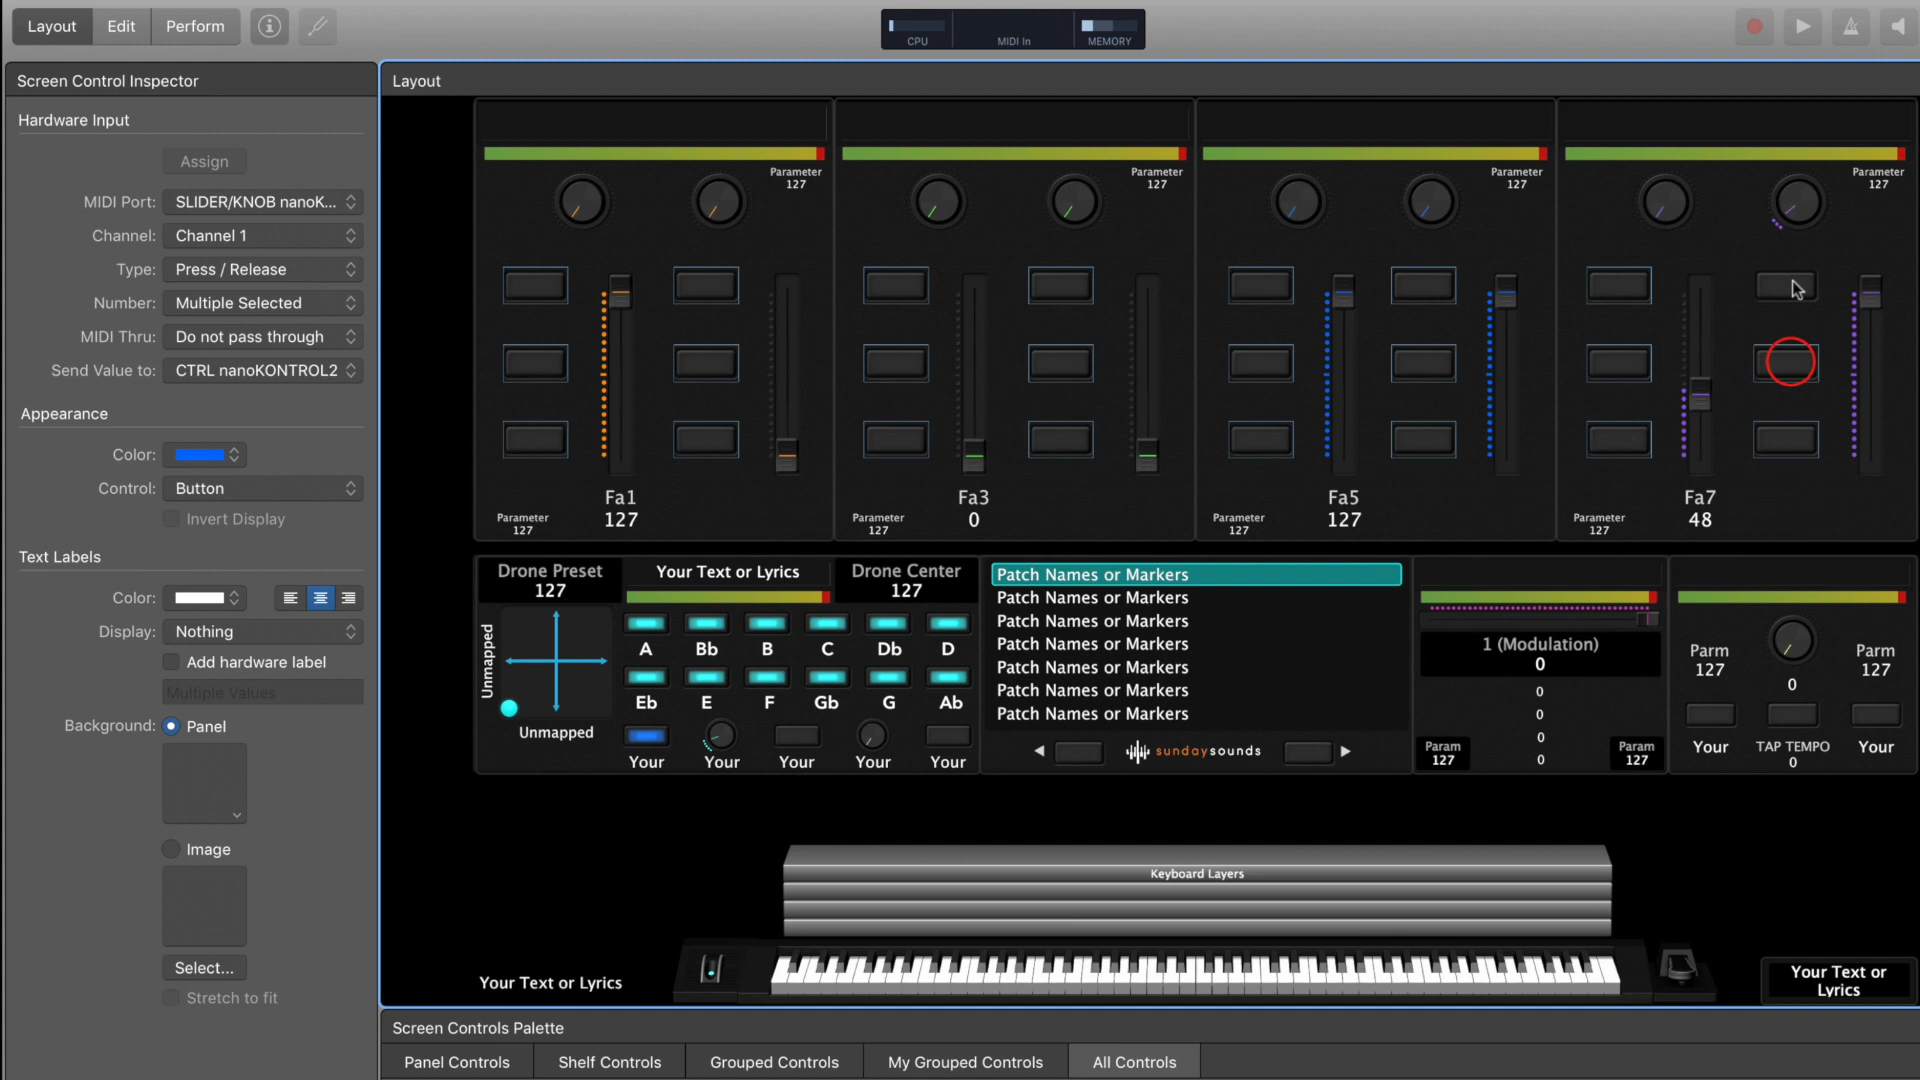 Layout
Edit
Perform
CPU
MIDI In
MEMORY
Screen Control Inspector
Layout
Hardware Input
Assign
MIDI Port: SLIDER/KNOB nanoK...
Channel: Channel 1
Type: Press / Release
Number: Multiple Selected
MIDI Thru: Do not pass through
Send Value to: CTRL nanoKONTROL2
Appearance
Color:
Control: Button
Invert Display
Text Labels
Color:
Display: Nothing
Add hardware label
Multiple Values
Background: Panel
Image
Select...
Stretch to fit
Parameter
127
Parameter
127
Parameter
127
Parameter
127
Fa1
127
Parameter
127
Fa3
0
Parameter
127
Fa5
127
Parameter
127
Fa7
48
Parameter
127
Drone Preset
127
Your Text or Lyrics
Drone Center
127
Unmapped
Unmapped
A Bb B C Db D
Eb E F Gb G Ab
Your Your Your Your Your
Patch Names or Markers
Patch Names or Markers
Patch Names or Markers
Patch Names or Markers
Patch Names or Markers
Patch Names or Markers
Patch Names or Markers
sundaysounds
1 (Modulation)
0
0
0
0
0
Param
127
Param
127
Parm
127
0
Parm
127
Your
TAP TEMPO
0
Your
Keyboard Layers
Your Text or Lyrics
Your Text or
Lyrics
Screen Controls Palette
Panel Controls
Shelf Controls
Grouped Controls
My Grouped Controls
All Controls